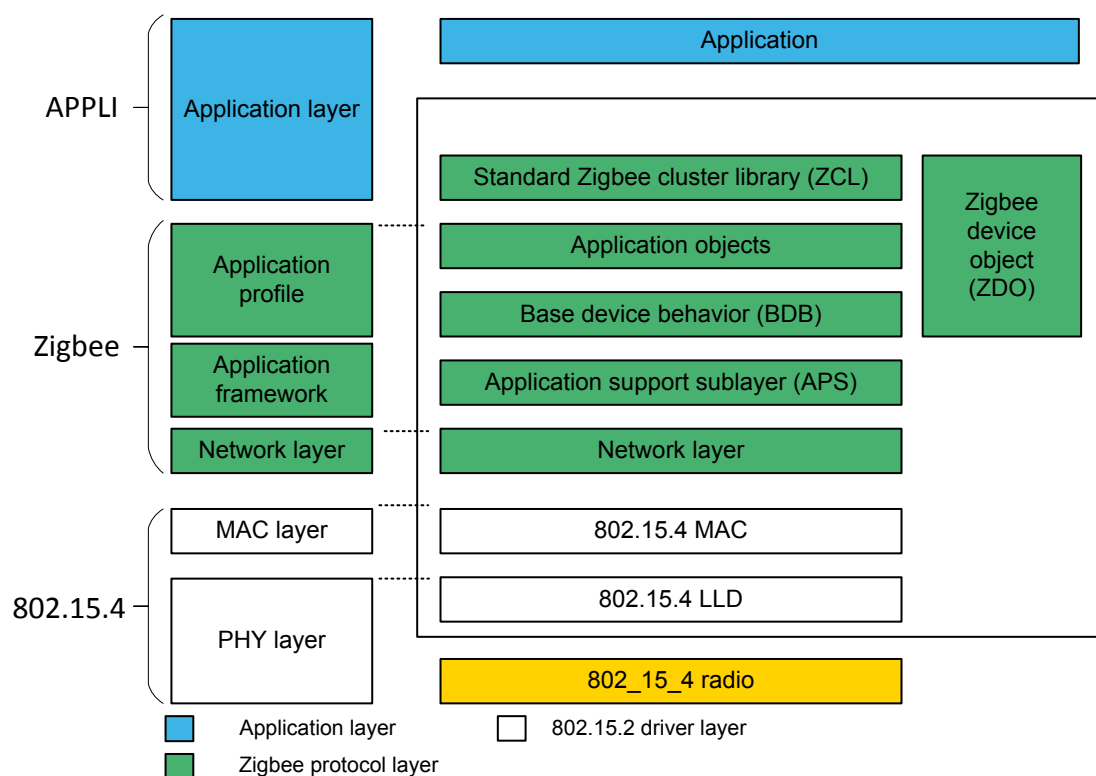 APPLI
Application layer
Application
Standard Zigbee cluster library (ZCL)
Zigbee
device
object
(ZDO)
Zigbee
Application
profile
Application objects
Base device behavior (BDB)
Application
framework
Application support sublayer (APS)
Network layer
Network layer
802.15.4
MAC layer
802.15.4 MAC
PHY layer
802.15.4 LLD
802_15_4 radio
Application layer
802.15.2 driver layer
Zigbee protocol layer